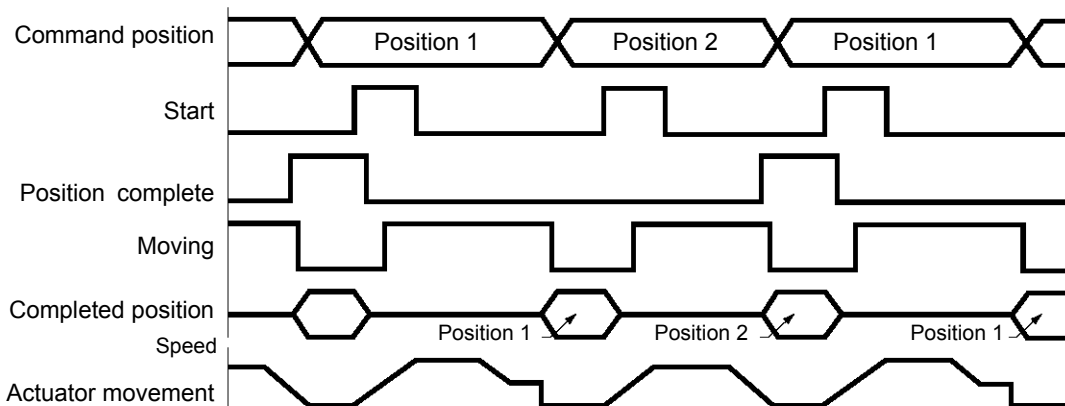 Command position
Position 1
Position 2
Position 1
Start
Position complete
Moving
Completed position
Position 1
Position 2
Position 1
Speed
Actuator movement